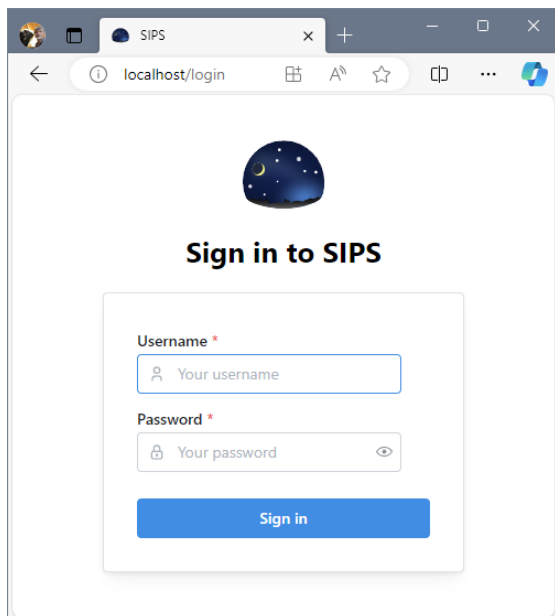 SIPS
localhost/login
Sign in to SIPS
Username *
Your username
Password *
Your password
Sign in